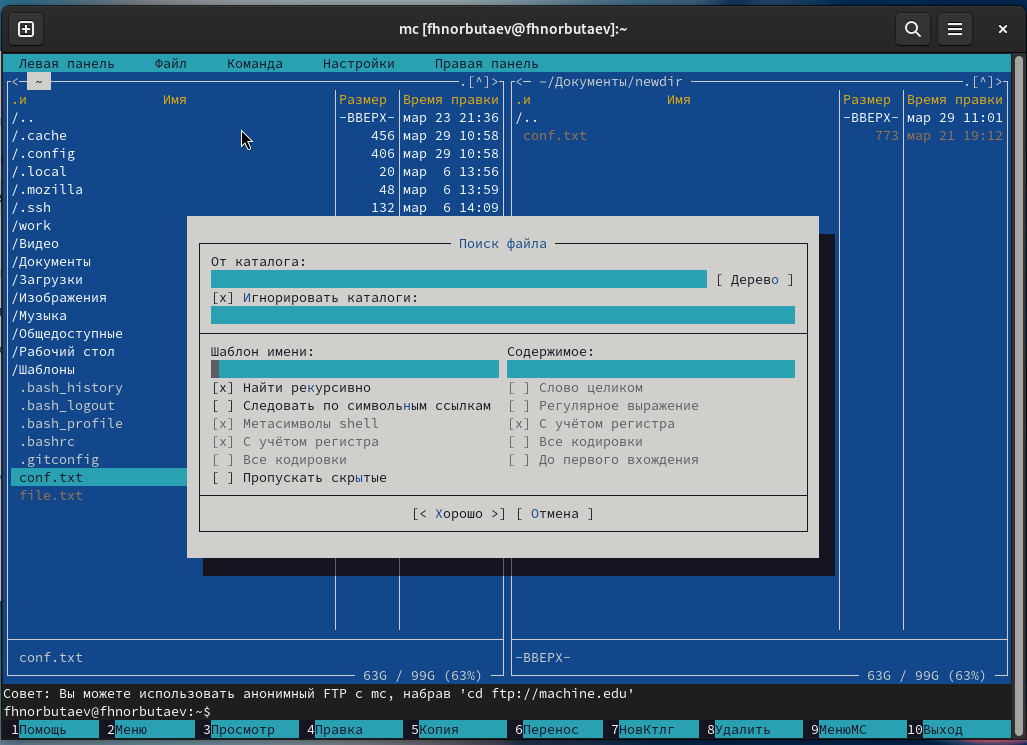 mc [fhnorbutaev@fhnorbutaev]:~
Левая панель Файл Команда Настройки Правая панель
<─ ~ .[^]> <─ ~/Документы/newdir .[^]>
.и Имя Размер Время правки .и Имя Размер Время правки
/.. -ВВЕРХ- мар 23 21:36 /.. -ВВЕРХ- мар 29 11:01
/.cache 456 мар 29 10:58 conf.txt 773 мар 21 19:12
/.config 406 мар 29 10:58
/.local 20 мар 6 13:56
/.mozilla 48 мар 6 13:59
/.ssh 132 мар 6 14:09
/work
/Видео
/Документы
/Загрузки
/Изображения
/Музыка
/Общедоступные
/Рабочий стол
/Шаблоны
.bash_history
.bash_logout
.bash_profile
.bashrc
.gitconfig
conf.txt
file.txt
Поиск файла
От каталога:
[ Дерево ]
[x] Игнорировать каталоги:
Шаблон имени: Содержимое:
[x] Найти рекурсивно [ ] Слово целиком
[ ] Следовать по символьным ссылкам [ ] Регулярное выражение
[x] Метасимволы shell [x] С учётом регистра
[x] С учётом регистра [ ] Все кодировки
[ ] Все кодировки [ ] До первого вхождения
[ ] Пропускать скрытые
[< Хорошо >] [ Отмена ]
conf.txt -ВВЕРХ-
63G / 99G (63%) 63G / 99G (63%)
Совет: Вы можете использовать анонимный FTP с mc, набрав 'cd ftp://machine.edu'
fhnorbutaev@fhnorbutaev:~$
1Помощь 2Меню 3Просмотр 4Правка 5Копия 6Перенос 7НовКтлг 8Удалить 9МенюМС 10Выход